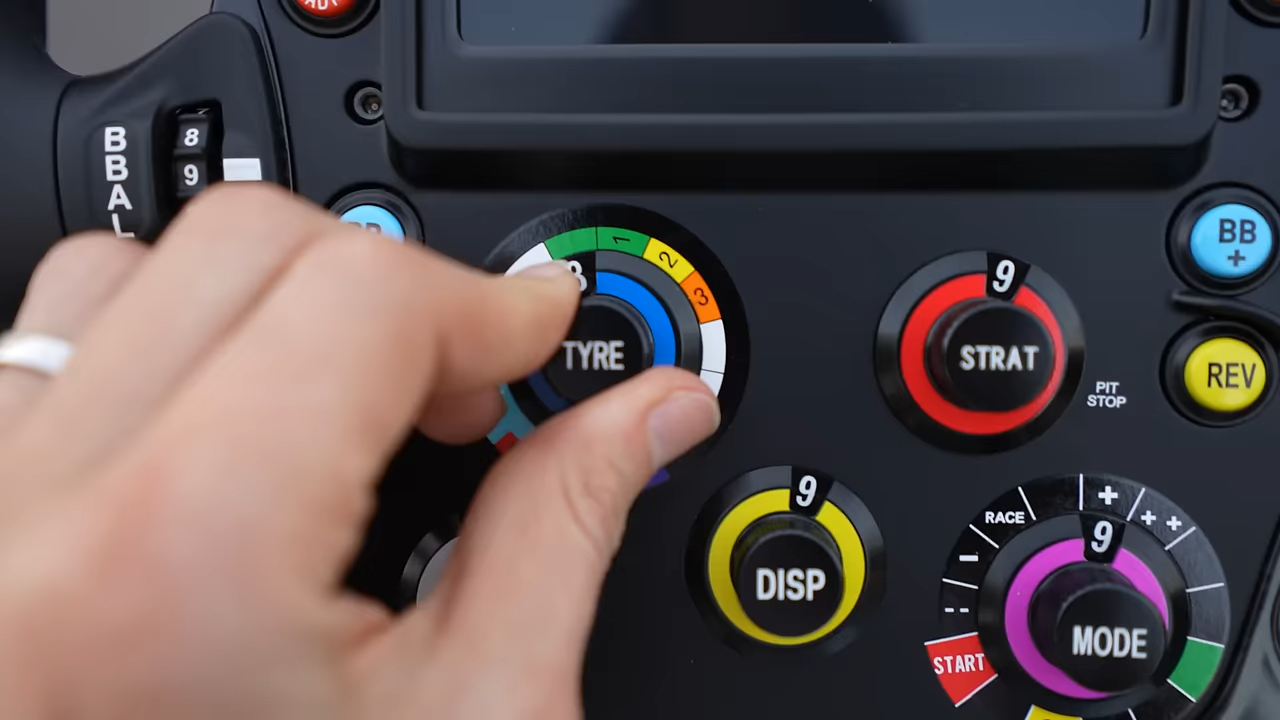 BBAL
8
9
1
2
3
8
TYRE
9
STRAT
PIT
STOP
BB
+
REV
9
DISP
RACE
+
++
-
--
9
MODE
START